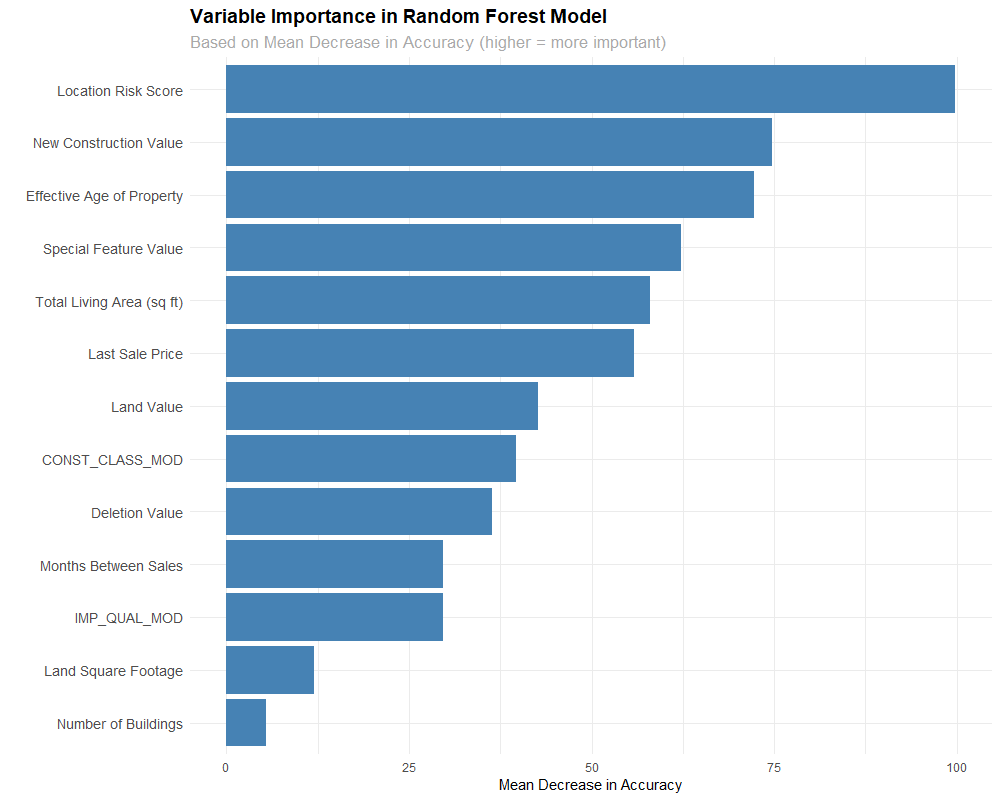 Variable Importance in Random Forest Model
Based on Mean Decrease in Accuracy (higher = more important)
Location Risk Score
New Construction Value
Effective Age of Property
Special Feature Value
Total Living Area (sq ft)
Last Sale Price
Land Value
CONST_CLASS_MOD
Deletion Value
Months Between Sales
IMP_QUAL_MOD
Land Square Footage
Number of Buildings
0 25 50 75 100
Mean Decrease in Accuracy